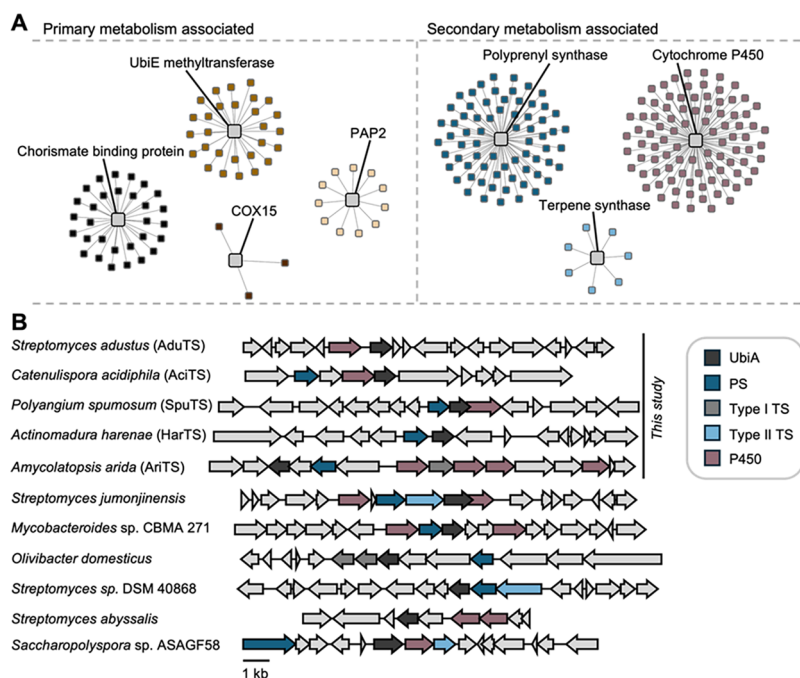 A
Primary metabolism associated
Secondary metabolism associated
UbiE methyltransferase
Polyprenyl synthase
Cytochrome P450
PAP2
Chorismate binding protein
COX15
Terpene synthase
B
Streptomyces adustus (AduTS)
Catenulispora acidiphila (AciTS)
Polyangium spumosum (SpuTS)
Actinomadura harenae (HarTS)
Amycolatopsis arida (AriTS)
This study
Streptomyces jumonjinensis
Mycobacteroides sp. CBMA 271
Olivibacter domesticus
Streptomyces sp. DSM 40868
Streptomyces abyssalis
Saccharopolyspora sp. ASAGF58
1 kb
UbiA
PS
Type I TS
Type II TS
P450